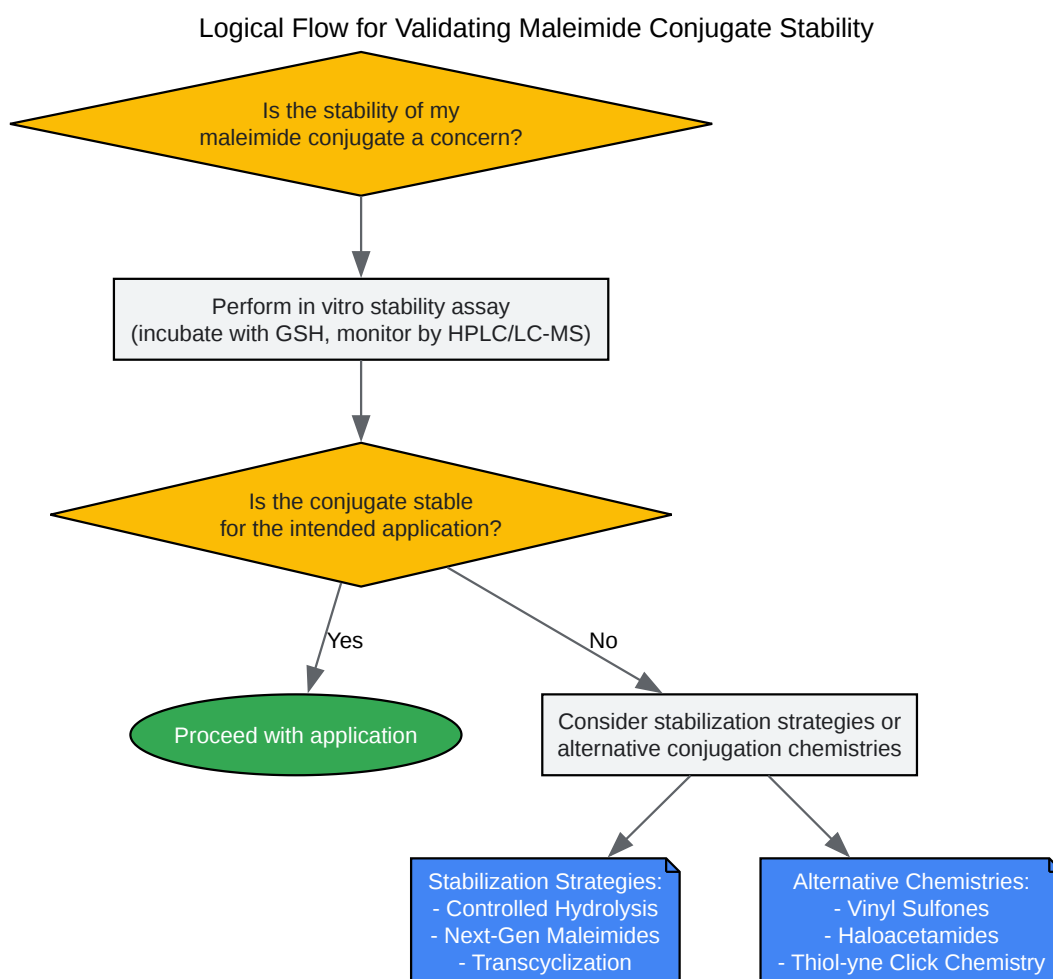 Logical Flow for Validating Maleimide Conjugate Stability
Is the stability of my
maleimide conjugate a concern?
Perform in vitro stability assay
(incubate with GSH, monitor by HPLC/LC-MS)
Is the conjugate stable
for the intended application?
Yes
No
Proceed with application
Consider stabilization strategies or
alternative conjugation chemistries
Stabilization Strategies:
- Controlled Hydrolysis
- Next-Gen Maleimides
- Transcyclization
Alternative Chemistries:
- Vinyl Sulfones
- Haloacetamides
- Thiol-yne Click Chemistry